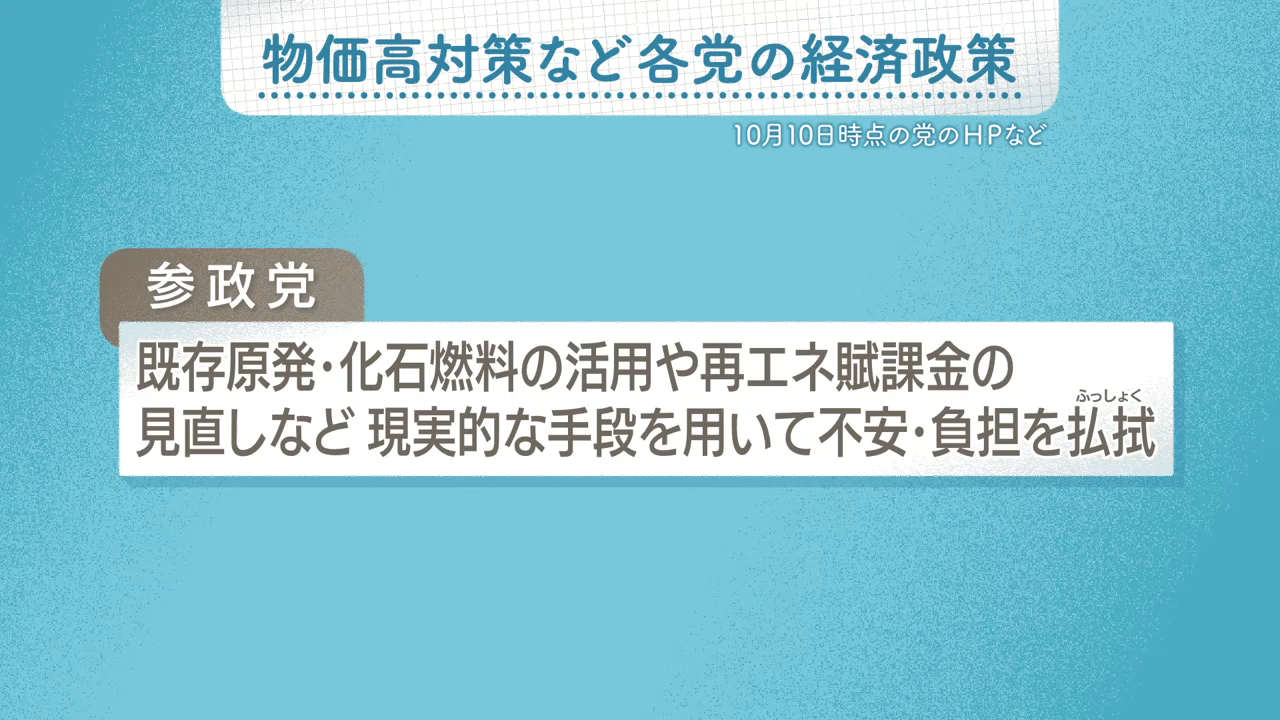 物価高対策など各党の経済政策
10月10日時点の党のHPなど
参政党
既存原発・化石燃料の活用や再エネ賦課金の
ふっしょく
見直しなど 現実的な手段を用いて不安・負担を払拭